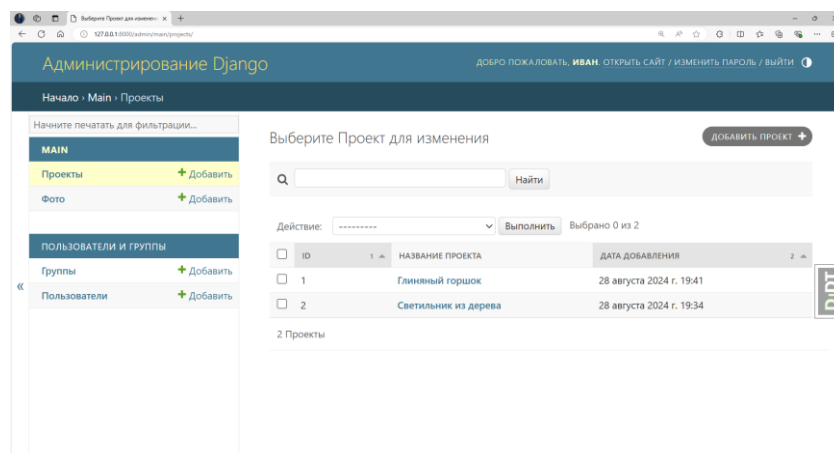 Выберите Проект для изменен
127.0.0.1:8000/admin/main/projects/
Администрирование Django
ДОБРО ПОЖАЛОВАТЬ, ИВАН. ОТКРЫТЬ САЙТ / ИЗМЕНИТЬ ПАРОЛЬ / ВЫЙТИ
Начало › Main › Проекты
Начните печатать для фильтрации...
MAIN
Проекты + Добавить
Фото + Добавить
ПОЛЬЗОВАТЕЛИ И ГРУППЫ
Группы + Добавить
Пользователи + Добавить
«
Выберите Проект для изменения
ДОБАВИТЬ ПРОЕКТ +
Найти
Действие: --------- Выполнить Выбрано 0 из 2
ID 1 НАЗВАНИЕ ПРОЕКТА ДАТА ДОБАВЛЕНИЯ 2
1 Глиняный горшок 28 августа 2024 г. 19:41
2 Светильник из дерева 28 августа 2024 г. 19:34
2 Проекты
DjDT